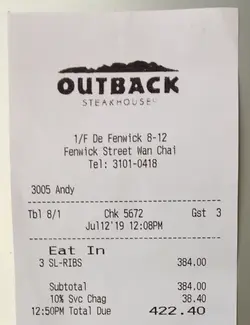 OUTBACK
STEAKHOUSE®
1/F De Fenwick 8-12
Fenwick Street Wan Chai
Tel: 3101-0418
3005 Andy
Tbl 8/1 Chk 5672 Gst 3
Jul12'19 12:08PM
Eat In
3 SL-RIBS 384.00
Subtotal 384.00
10% Svc Chag 38.40
12:50PM Total Due 422.40